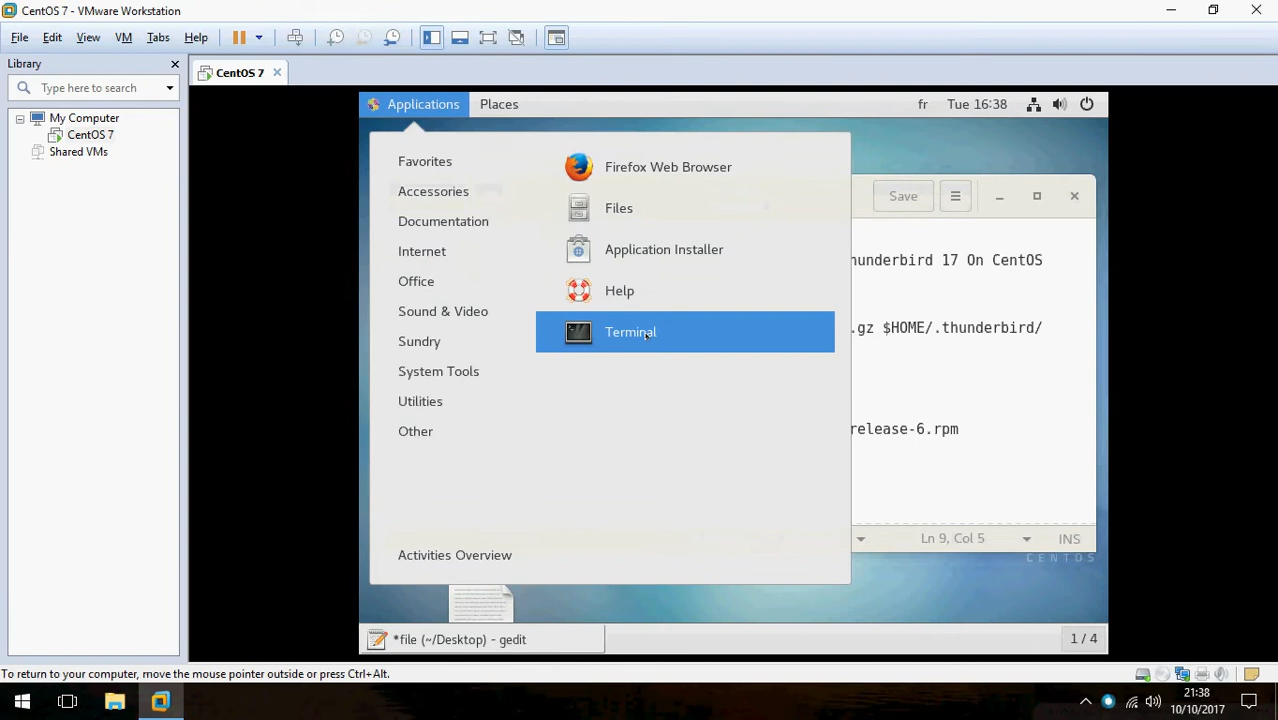 CentOS 7 - VMware Workstation
File Edit View VM Tabs Help
Library
Type here to search
My Computer
CentOS 7
Shared VMs
CentOS 7
Applications Places fr Tue 16:38
Favorites
Accessories
Documentation
Internet
Office
Sound & Video
Sundry
System Tools
Utilities
Other
Activities Overview
Firefox Web Browser
Files
Application Installer
Help
Terminal
Save
hunderbird 17 On CentOS
.gz $HOME/.thunderbird/
release-6.rpm
Ln 9, Col 5 INS
CENTOS
*file (~/Desktop) - gedit
1 / 4
To return to your computer, move the mouse pointer outside or press Ctrl+Alt.
21:38
10/10/2017